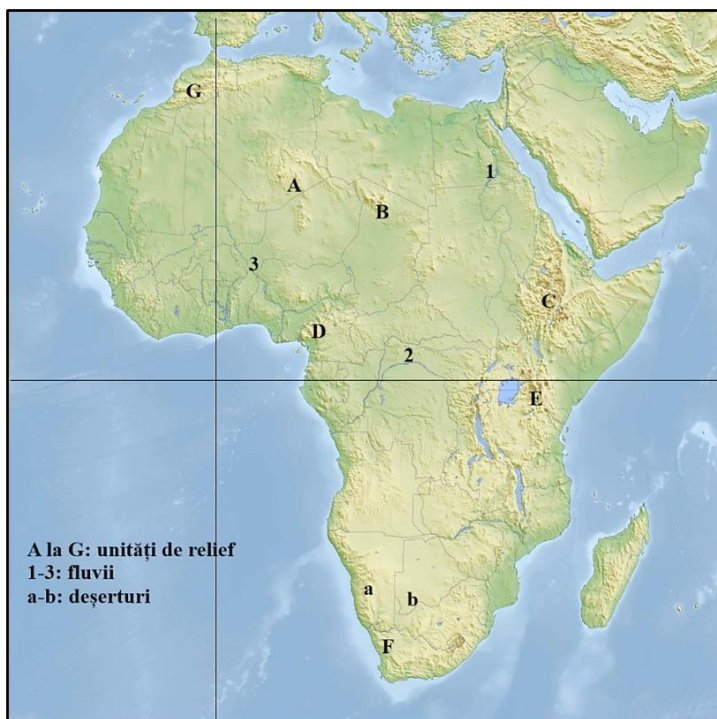 G
1
A
B
3
C
D
2
E
A la G: unități de relief
1-3: fluvii
a-b: deșerturi
a
b
F